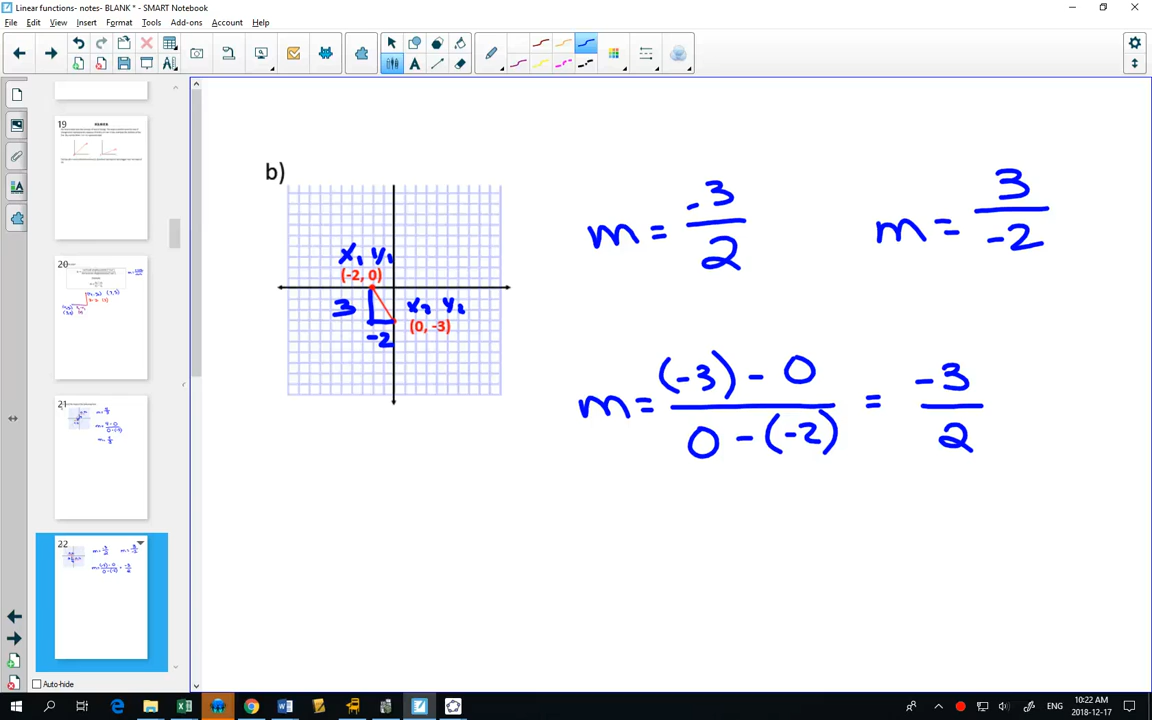 Linear functions- notes- BLANK * - SMART Notebook
File Edit View Insert Format Tools Add-ons Account Help
19
20
21
22
b)
x₁ y₁
(-2, 0)
3
-2
x₂ y₂
(0, -3)
m = -3/2
m = 3/-2
m = (-3) - 0 / 0 - (-2) = -3/2
Auto-hide
ENG
10:22 AM
2018-12-17